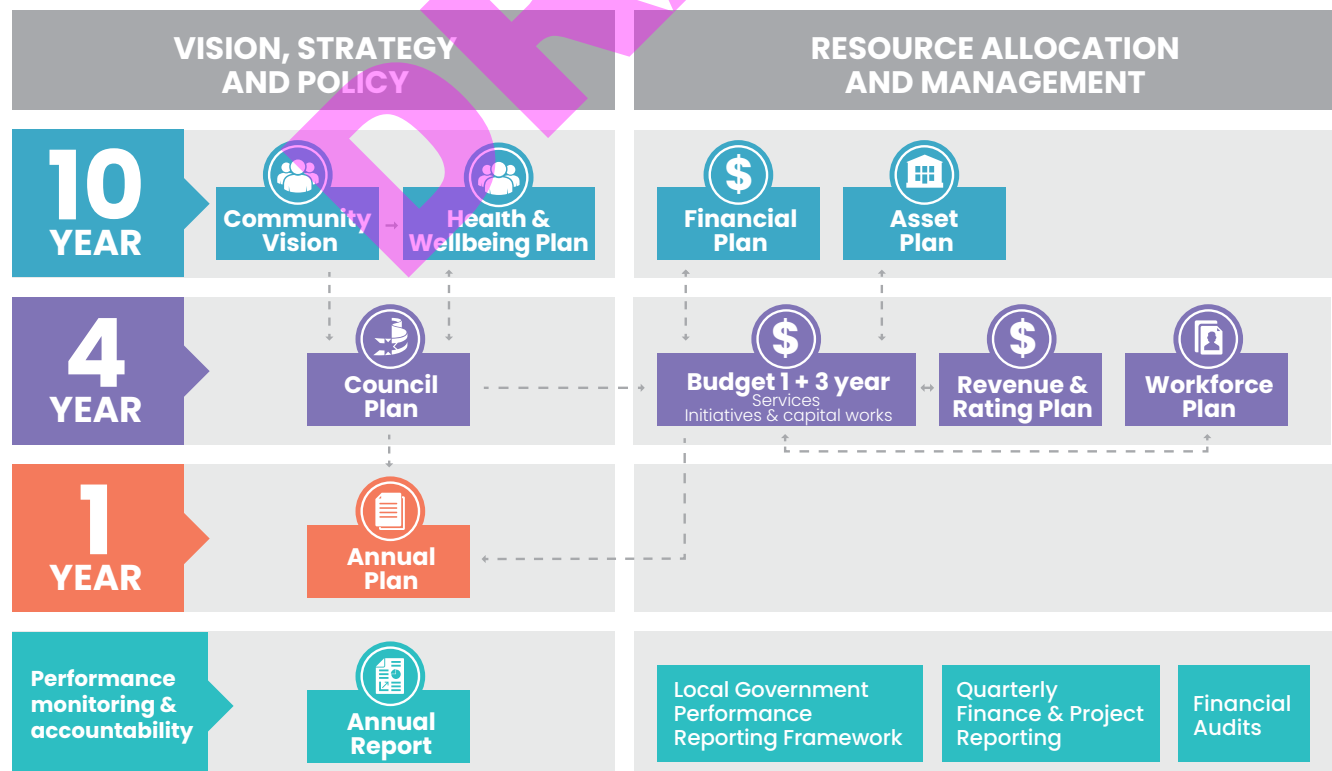 VISION, STRATEGY
AND POLICY
RESOURCE ALLOCATION
AND MANAGEMENT
10
YEAR
Community
Vision
Health &
Wellbeing Plan
$
Financial
Plan
Asset
Plan
4
YEAR
Council
Plan
$
Budget 1 + 3 year
Services
Initiatives & capital works
$
Revenue &
Rating Plan
Workforce
Plan
1
YEAR
Annual
Plan
Performance
monitoring &
accountability
Annual
Report
Local Government
Performance
Reporting Framework
Quarterly
Finance & Project
Reporting
Financial
Audits